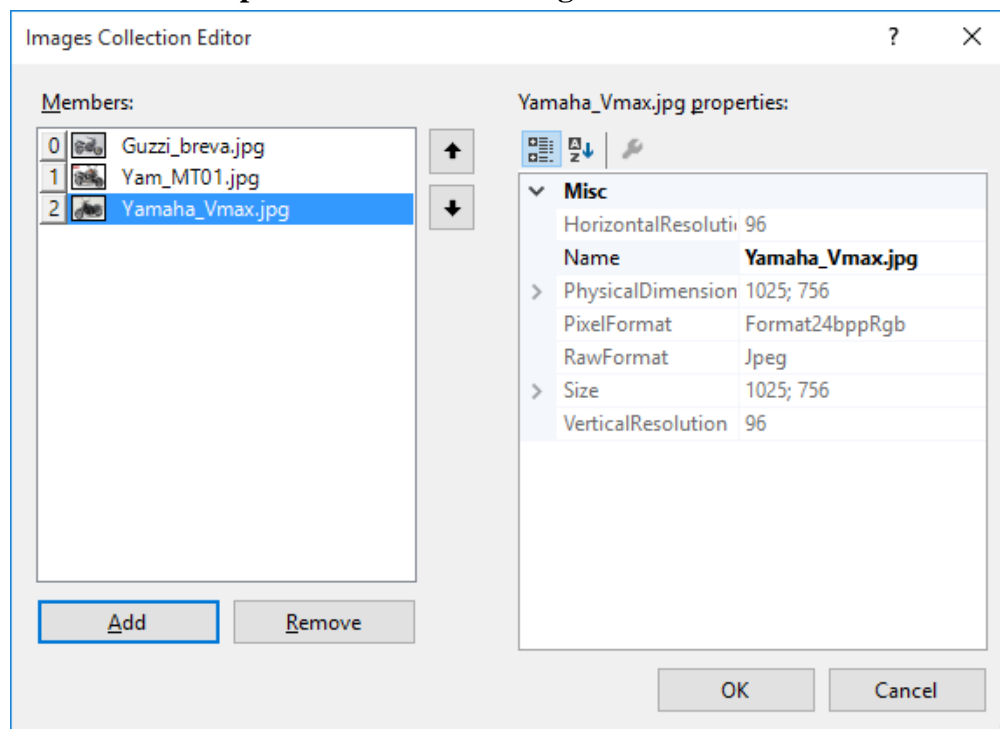 Images Collection Editor
?
Members:
0 Guzzi_breva.jpg
1 Yam_MT01.jpg
2 Yamaha_Vmax.jpg
Add
Remove
Yamaha_Vmax.jpg properties:
A
Z
Misc
HorizontalResoluti 96
Name Yamaha_Vmax.jpg
PhysicalDimension 1025; 756
PixelFormat Format24bppRgb
RawFormat Jpeg
Size 1025; 756
VerticalResolution 96
OK
Cancel